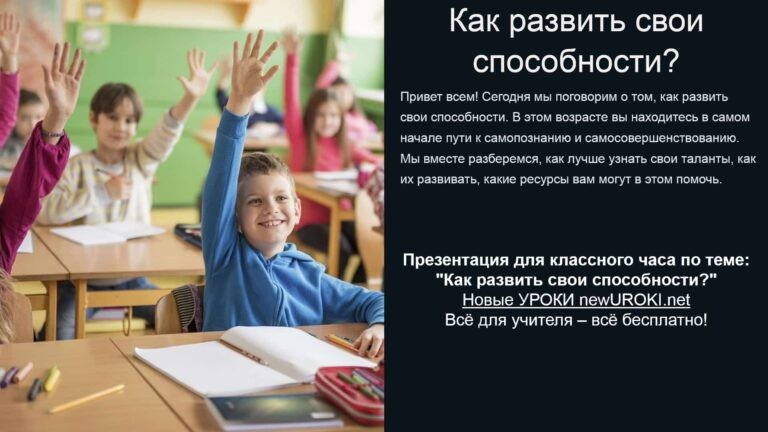 Как развить свои
способности?
Привет всем! Сегодня мы поговорим о том, как развить
свои способности. В этом возрасте вы находитесь в самом
начале пути к самопознанию и самосовершенствованию.
Мы вместе разберемся, как лучше узнать свои таланты, как
их развивать, какие ресурсы вам могут в этом помочь.
Презентация для классного часа по теме:
"Как развить свои способности?"
Новые УРОКИ newUROKI.net
Всё для учителя – всё бесплатно!